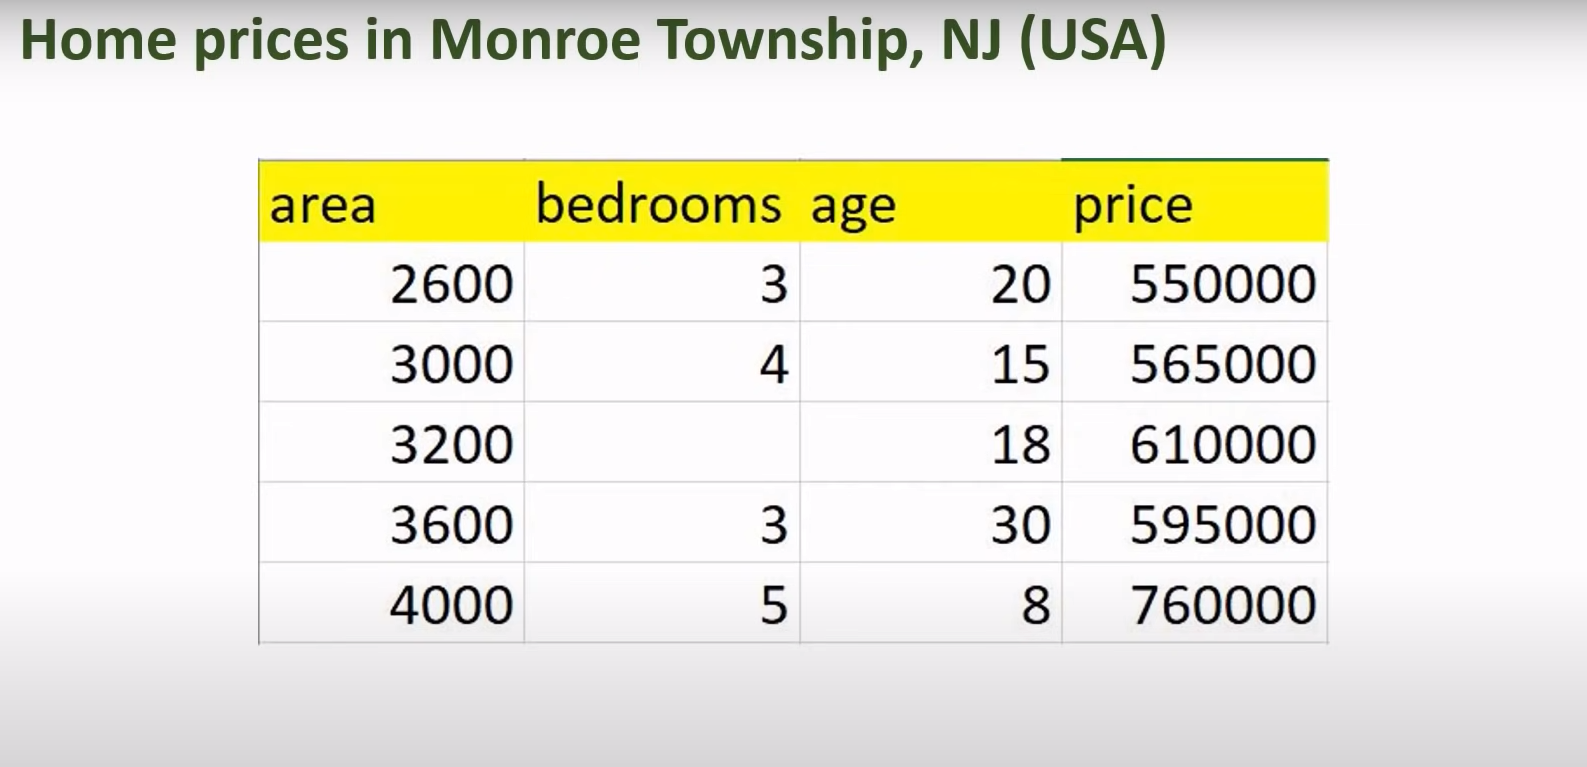 Home prices in Monroe Township, NJ (USA)
area bedrooms age price
2600 3 20 550000
3000 4 15 565000
3200 18 610000
3600 3 30 595000
4000 5 8 760000